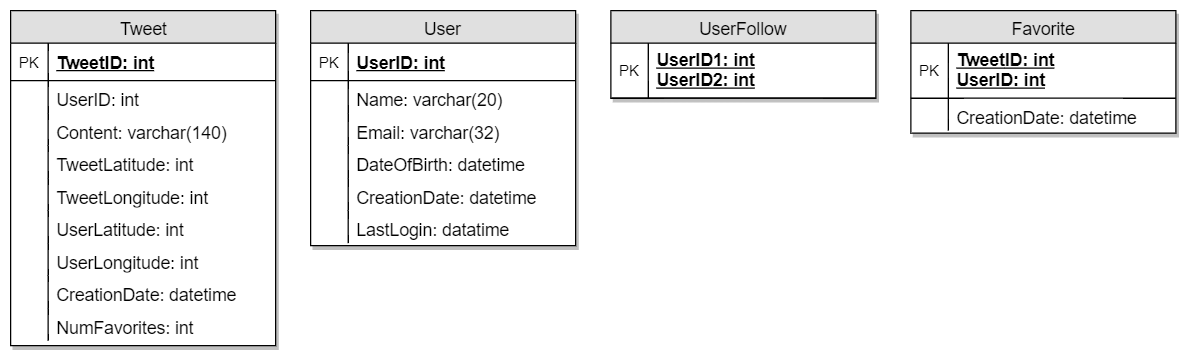 Tweet
PK
TweetID: int
UserID: int
Content: varchar(140)
TweetLatitude: int
TweetLongitude: int
UserLatitude: int
UserLongitude: int
CreationDate: datetime
NumFavorites: int
User
PK
UserID: int
Name: varchar(20)
Email: varchar(32)
DateOfBirth: datetime
CreationDate: datetime
LastLogin: datatime
UserFollow
PK
UserID1: int
UserID2: int
Favorite
PK
TweetID: int
UserID: int
CreationDate: datetime